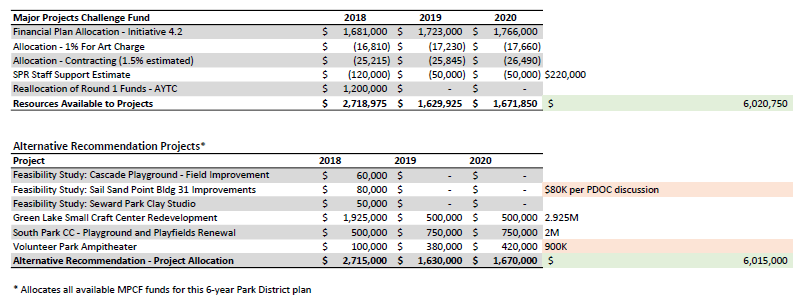 Major Projects Challenge Fund 2018 2019 2020
Financial Plan Allocation - Initiative 4.2 $ 1,681,000 $ 1,723,000 $ 1,766,000
Allocation - 1% For Art Charge $ (16,810) $ (17,230) $ (17,660)
Allocation - Contracting (1.5% estimated) $ (25,215) $ (25,845) $ (26,490)
SPR Staff Support Estimate $ (120,000) $ (50,000) $ (50,000) $220,000
Reallocation of Round 1 Funds - AYTC $ 1,200,000 $ - $ -
Resources Available to Projects $ 2,718,975 $ 1,629,925 $ 1,671,850 $ 6,020,750
Alternative Recommendation Projects*
Project 2018 2019 2020
Feasibility Study: Cascade Playground - Field Improvement $ 60,000 $ - $ -
Feasibility Study: Sail Sand Point Bldg 31 Improvements $ 80,000 $ - $ - $80K per PDOC discussion
Feasibility Study: Seward Park Clay Studio $ 50,000 $ - $ -
Green Lake Small Craft Center Redevelopment $ 1,925,000 $ 500,000 $ 500,000 2.925M
South Park CC - Playground and Playfields Renewal $ 500,000 $ 750,000 $ 750,000 2M
Volunteer Park Ampitheater $ 100,000 $ 380,000 $ 420,000 900K
Alternative Recommendation - Project Allocation $ 2,715,000 $ 1,630,000 $ 1,670,000 $ 6,015,000
* Allocates all available MPCF funds for this 6-year Park District plan